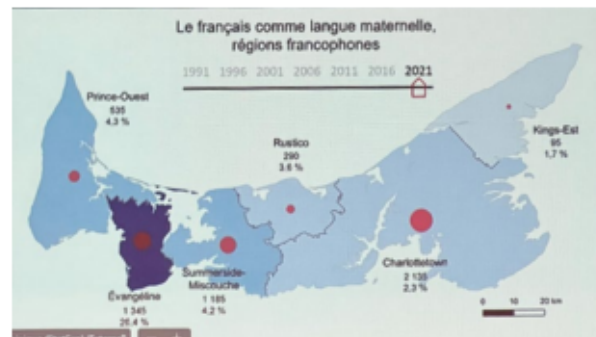 Le français comme langue maternelle,
régions francophones
1991 1996 2001 2006 2011 2016 2021
Prince-Ouest
535
4,3 %
Rustico
290
3,6 %
Kings-Est
95
1,7 %
Charlottetown
2 135
2,3 %
Summerside-
Miscouche
1 185
4,2 %
Évangéline
1 345
26,4 %
0 10 20 km